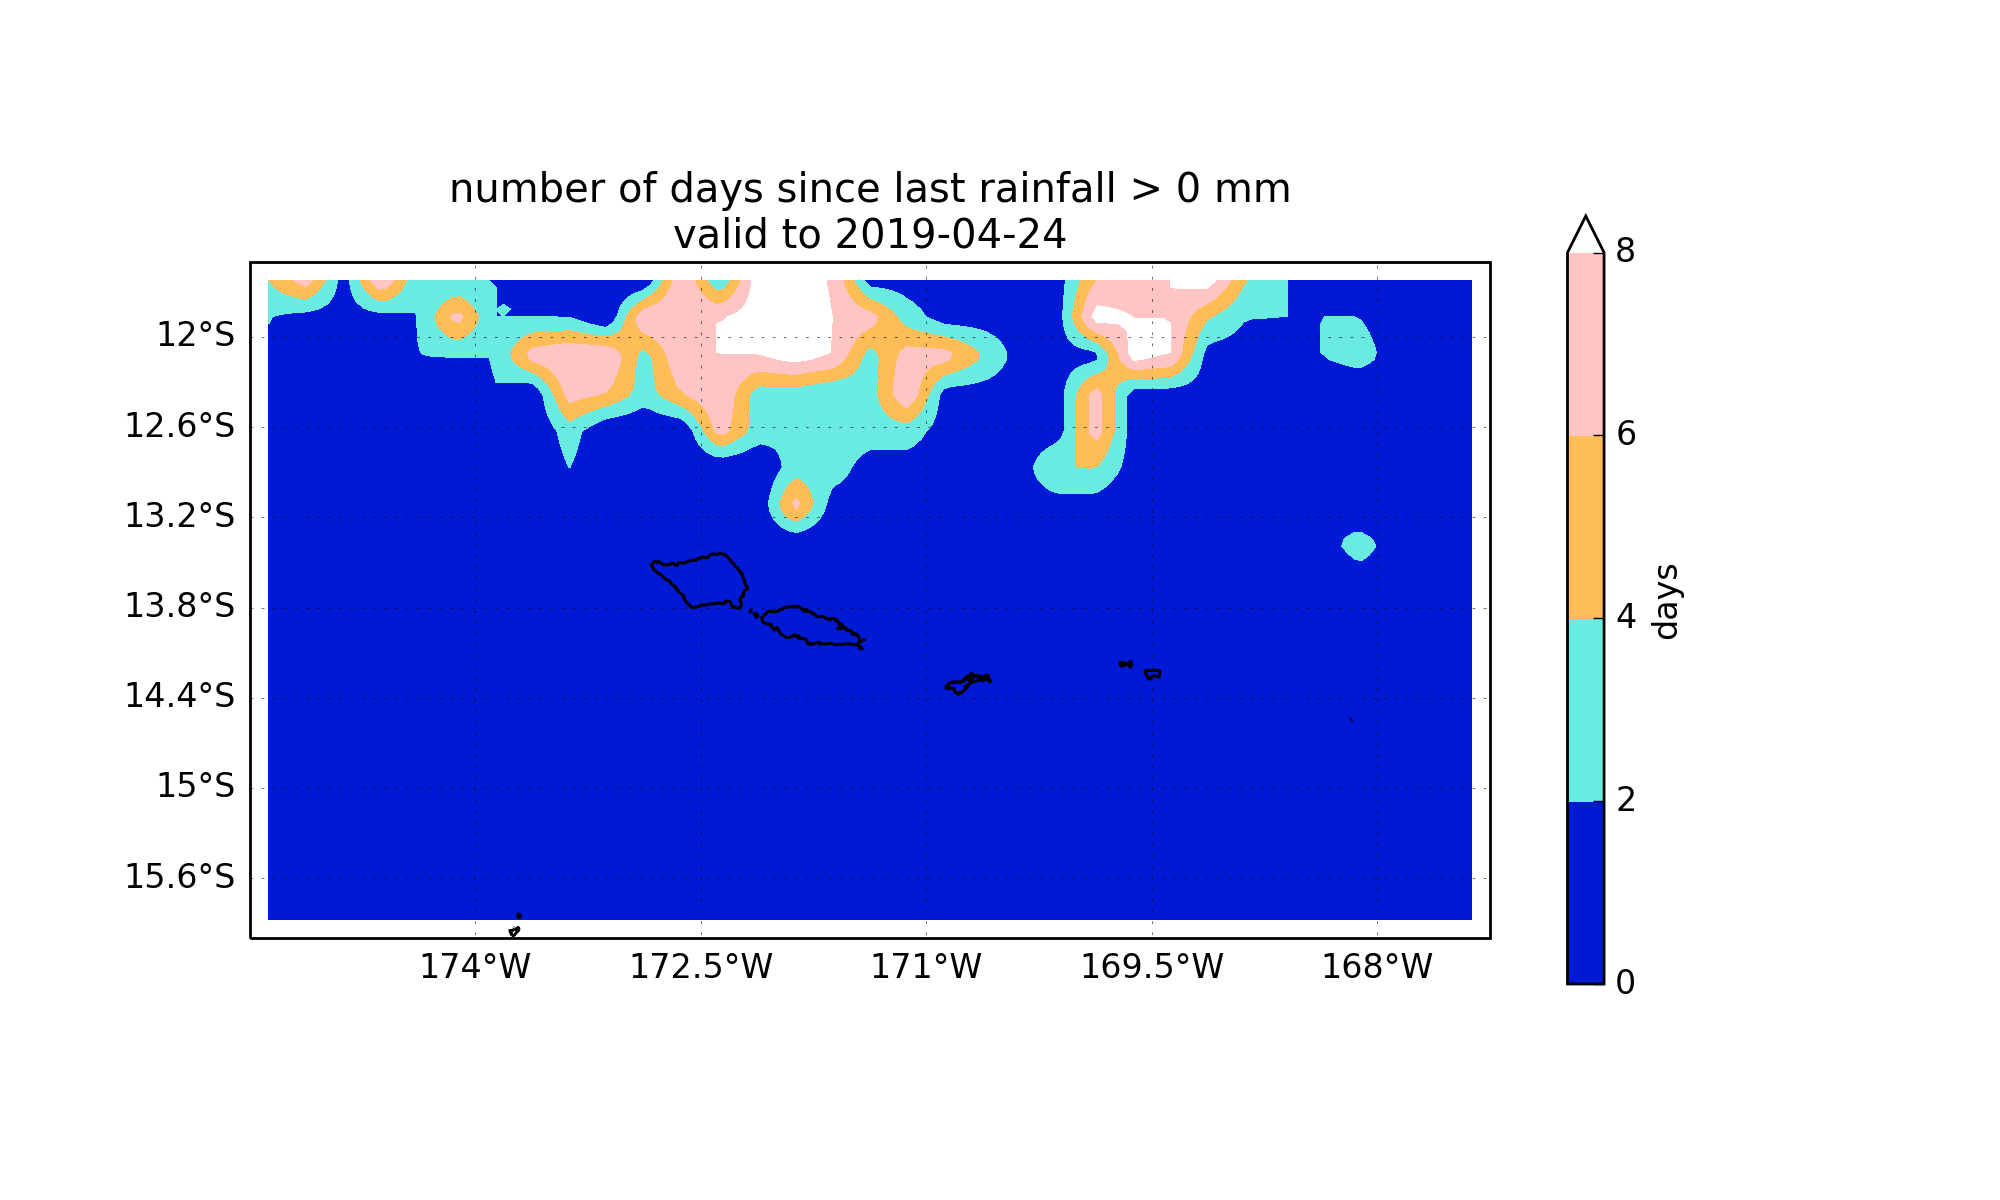 number of days since last rainfall > 0 mm
valid to 2019-04-24
12°S
12.6°S
13.2°S
13.8°S
14.4°S
15°S
15.6°S
174°W 172.5°W 171°W 169.5°W 168°W
8
6
4
2
0
days